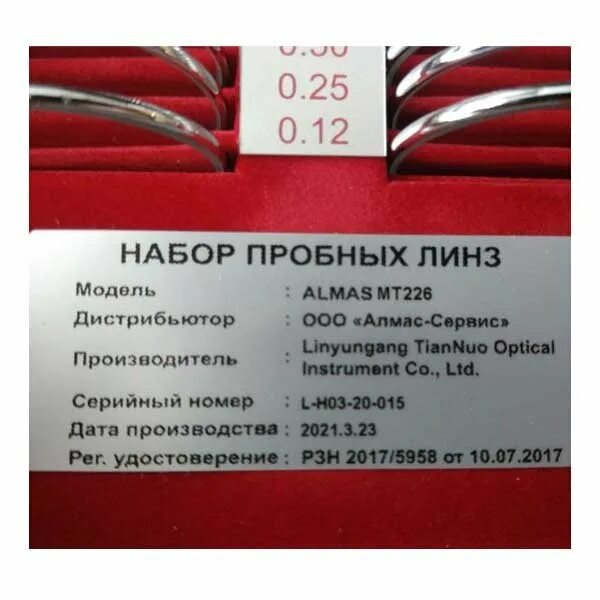 0.50
0.25
0.12
НАБОР ПРОБНЫХ ЛИНЗ
Модель : ALMAS MT226
Дистрибьютор : ООО «Алмас-Сервис»
Производитель : Linyungang TianNuo Optical
Instrument Co., Ltd.
Серийный номер : L-H03-20-015
Дата производства : 2021.3.23
Рег. удостоверение : РЗН 2017/5958 от 10.07.2017